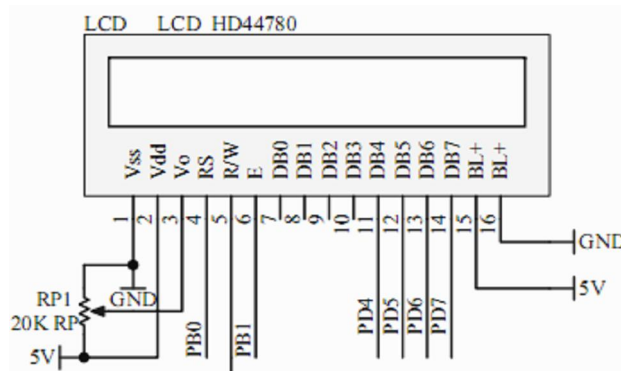 LCD LCD HD44780
Vss Vdd Vo RS R/W E DB0 DB1 DB2 DB3 DB4 DB5 DB6 DB7 BL+ BL+
1 2 3 4 5 6 7 8 9 10 11 12 13 14 15 16
GND
GND
5V
RP1
20K RP
5V
PB0 PB1 PD4 PD5 PD6 PD7